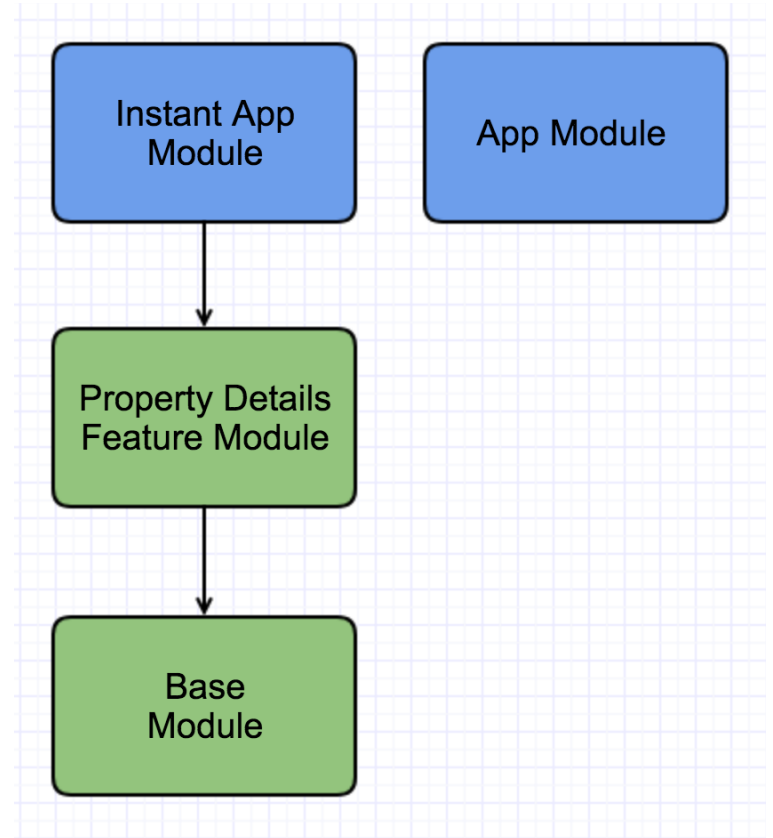 Instant App
Module
App Module
Property Details
Feature Module
Base
Module